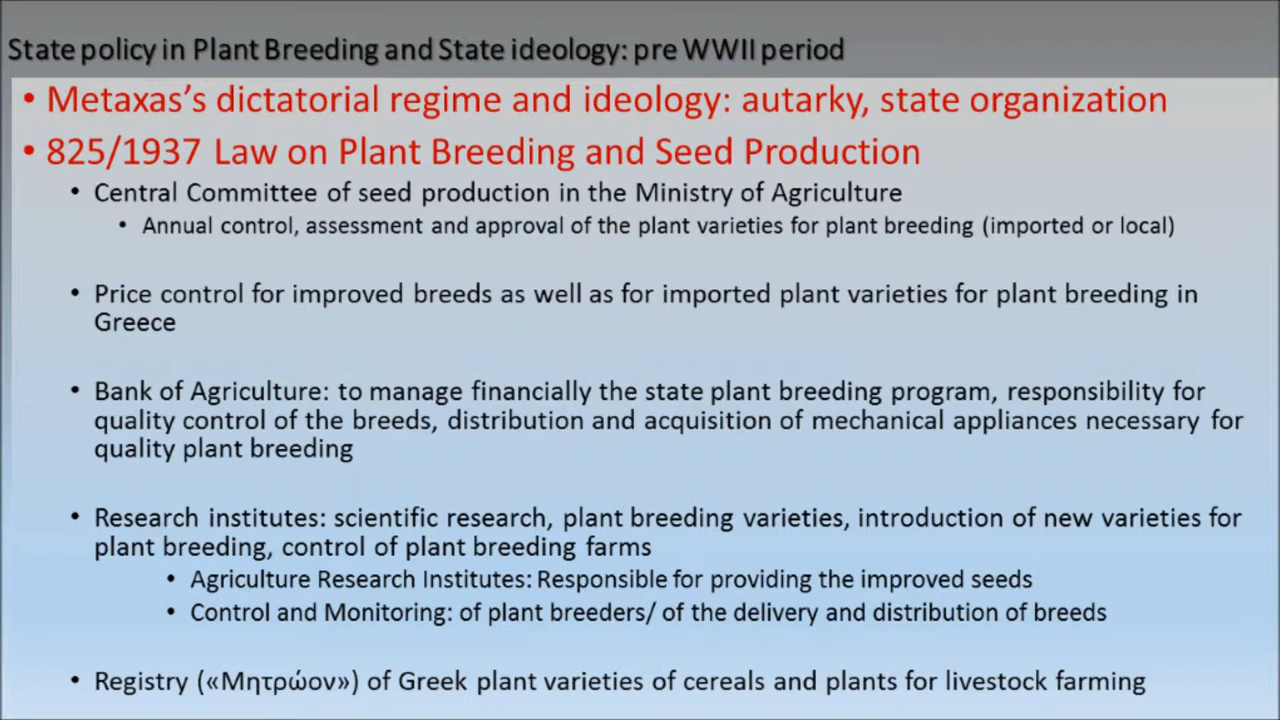 State policy in Plant Breeding and State ideology: pre WWII period
• Metaxas’s dictatorial regime and ideology: autarky, state organization
• 825/1937 Law on Plant Breeding and Seed Production
• Central Committee of seed production in the Ministry of Agriculture
• Annual control, assessment and approval of the plant varieties for plant breeding (imported or local)
• Price control for improved breeds as well as for imported plant varieties for plant breeding in
Greece
• Bank of Agriculture: to manage financially the state plant breeding program, responsibility for
quality control of the breeds, distribution and acquisition of mechanical appliances necessary for
quality plant breeding
• Research institutes: scientific research, plant breeding varieties, introduction of new varieties for
plant breeding, control of plant breeding farms
• Agriculture Research Institutes: Responsible for providing the improved seeds
• Control and Monitoring: of plant breeders/ of the delivery and distribution of breeds
• Registry («Μητρώον») of Greek plant varieties of cereals and plants for livestock farming